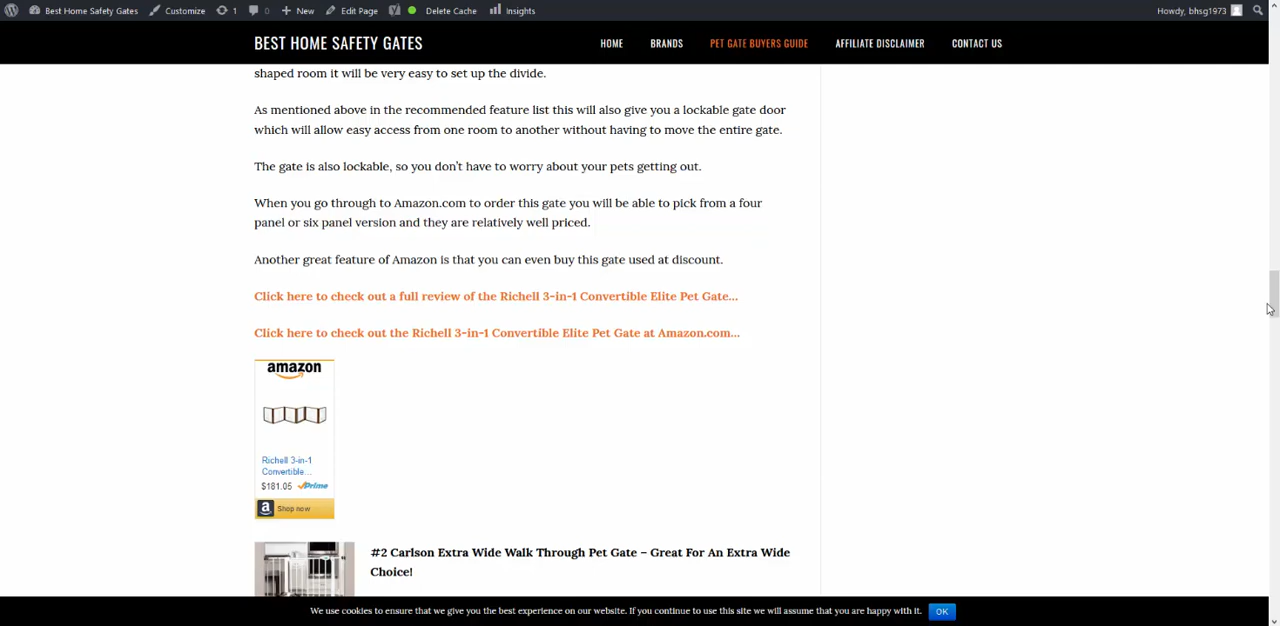 Best Home Safety Gates Customize 1 0 New Edit Page Delete Cache Insights Howdy, bhsg1973
BEST HOME SAFETY GATES HOME BRANDS PET GATE BUYERS GUIDE AFFILIATE DISCLAIMER CONTACT US
shaped room it will be very easy to set up the divide.
As mentioned above in the recommended feature list this will also give you a lockable gate door
which will allow easy access from one room to another without having to move the entire gate.
The gate is also lockable, so you don’t have to worry about your pets getting out.
When you go through to Amazon.com to order this gate you will be able to pick from a four
panel or six panel version and they are relatively well priced.
Another great feature of Amazon is that you can even buy this gate used at discount.
Click here to check out a full review of the Richell 3-in-1 Convertible Elite Pet Gate…
Click here to check out the Richell 3-in-1 Convertible Elite Pet Gate at Amazon.com…
amazon
Richell 3-in-1
Convertible...
$181.05 Prime
a Shop now
#2 Carlson Extra Wide Walk Through Pet Gate – Great For An Extra Wide
Choice!
We use cookies to ensure that we give you the best experience on our website. If you continue to use this site we will assume that you are happy with it. OK